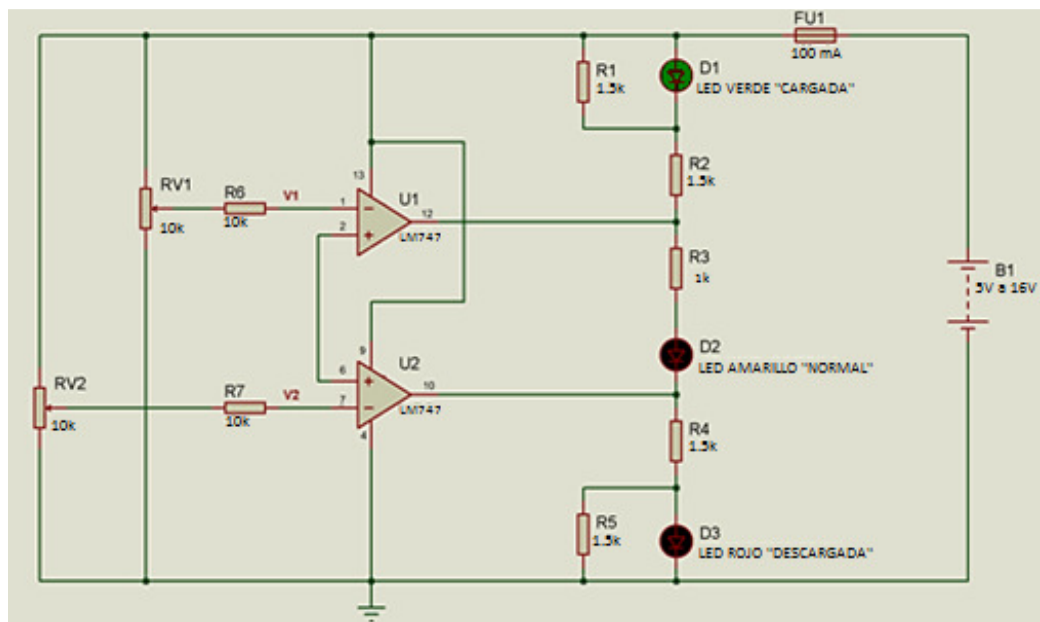 FU1
100 mA
R1
1.5k
D1
LED VERDE "CARGADA"
R2
1.5k
RV1
10k
R6
10k
V1
13
1
2
U1
12
LM747
R3
1k
B1
5V a 16V
D2
LED AMARILLO "NORMAL"
RV2
10k
R7
10k
V2
9
6
7
4
U2
10
LM747
R4
1.5k
R5
1.5k
D3
LED ROJO "DESCARGADA"